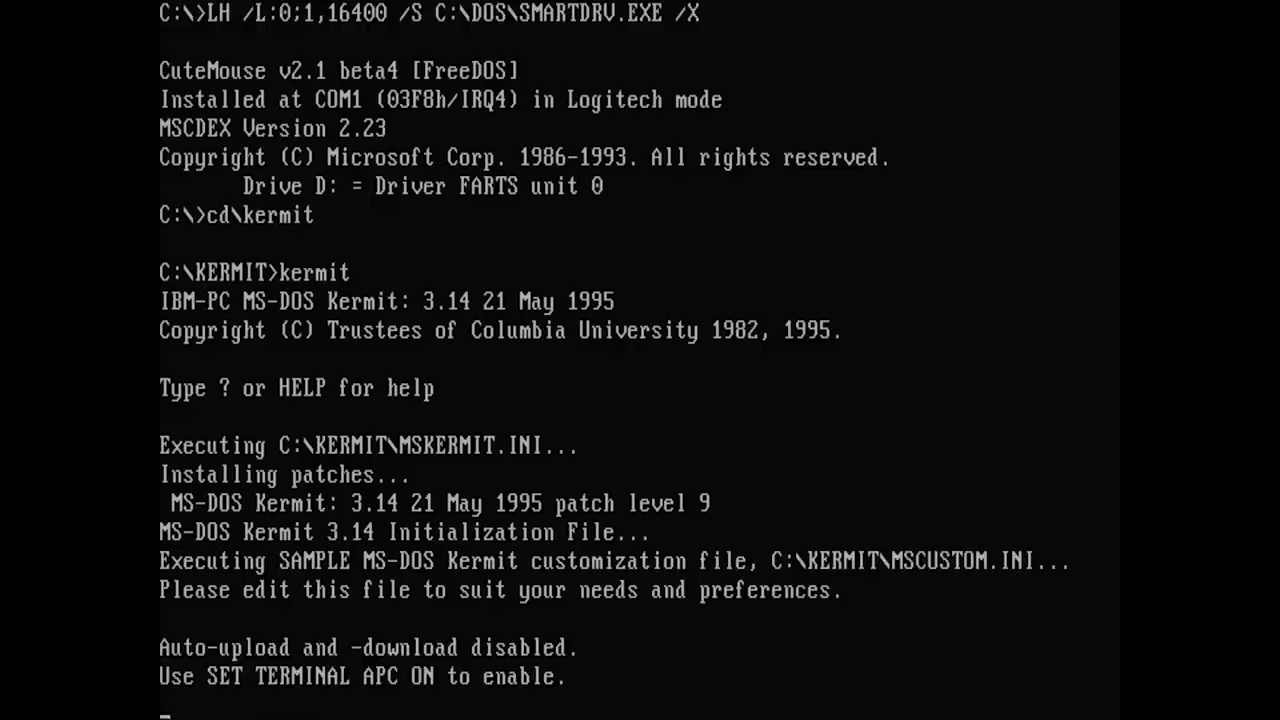 C:\>LH /L:0;1,16400 /S C:\DOS\SMARTDRV.EXE /X
CuteMouse v2.1 beta4 [FreeDOS]
Installed at COM1 (03F8h/IRQ4) in Logitech mode
MSCDEX Version 2.23
Copyright (C) Microsoft Corp. 1986-1993. All rights reserved.
Drive D: = Driver FARTS unit 0
C:\>cd\kermit
C:\KERMIT>kermit
IBM-PC MS-DOS Kermit: 3.14 21 May 1995
Copyright (C) Trustees of Columbia University 1982, 1995.
Type ? or HELP for help
Executing C:\KERMIT\MSKERMIT.INI...
Installing patches...
MS-DOS Kermit: 3.14 21 May 1995 patch level 9
MS-DOS Kermit 3.14 Initialization File...
Executing SAMPLE MS-DOS Kermit customization file, C:\KERMIT\MSCUSTOM.INI...
Please edit this file to suit your needs and preferences.
Auto-upload and -download disabled.
Use SET TERMINAL APC ON to enable.